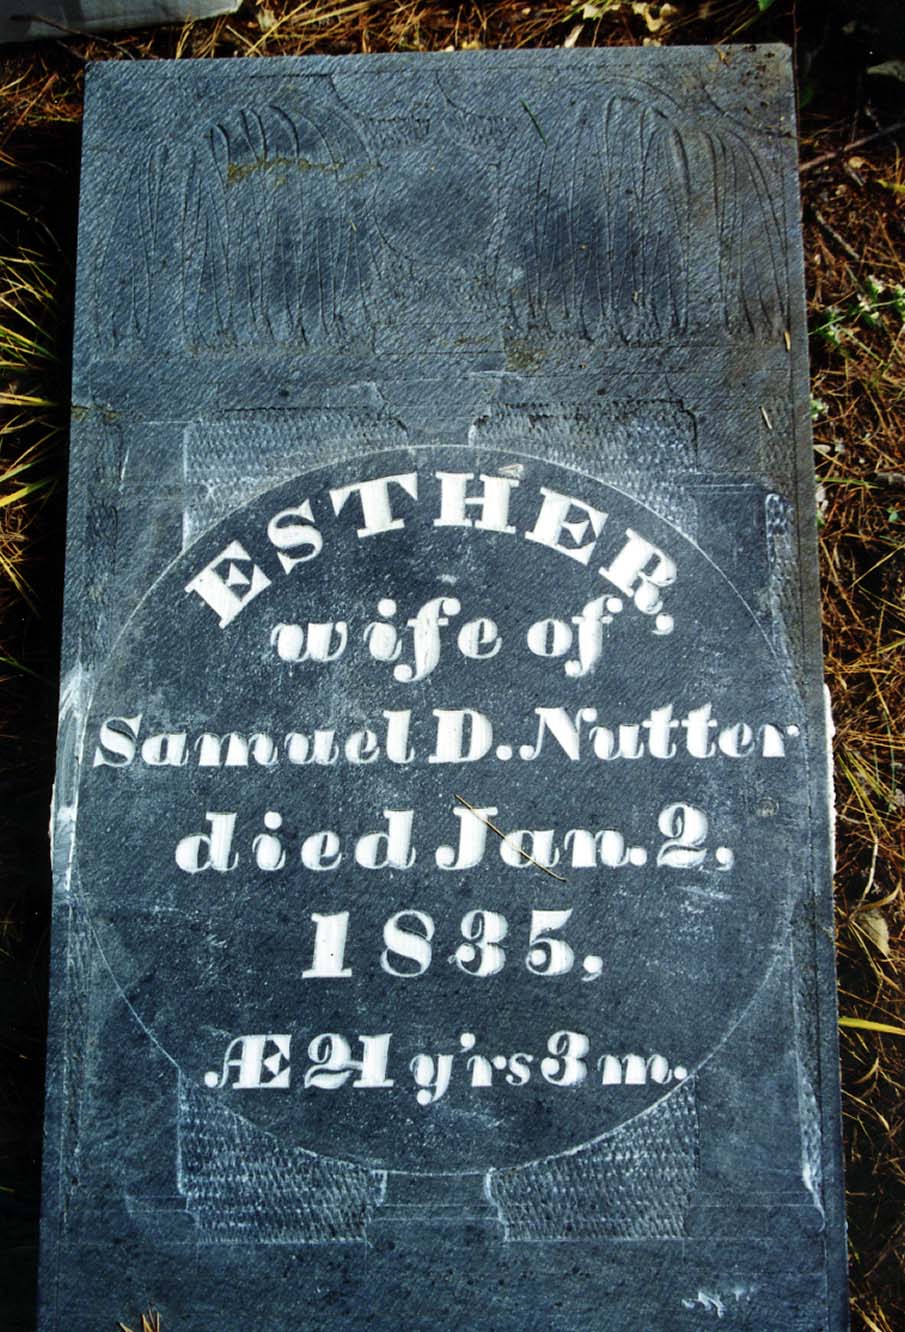 ESTHER,
wife of
Samuel D. Nutter
died Jan. 2,
1835,
Æ 21 y'rs 3 m.